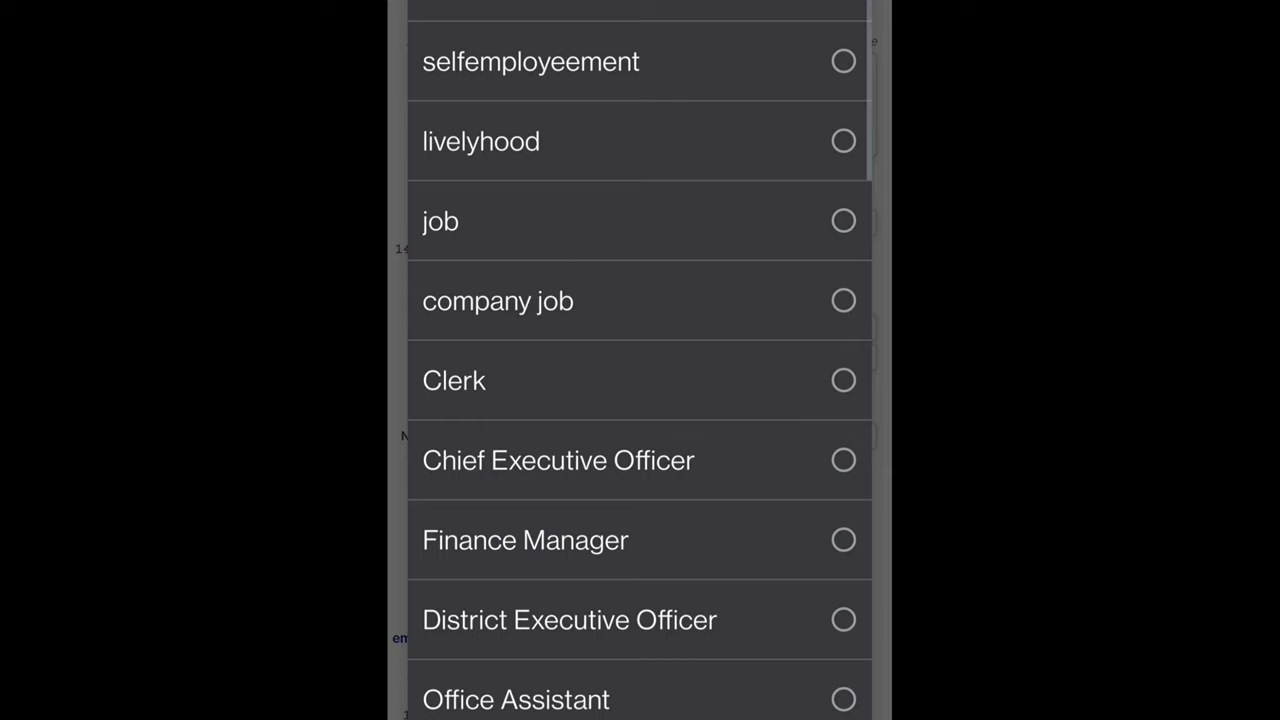 selfemployeement
livelyhood
job
company job
Clerk
Chief Executive Officer
Finance Manager
District Executive Officer
Office Assistant